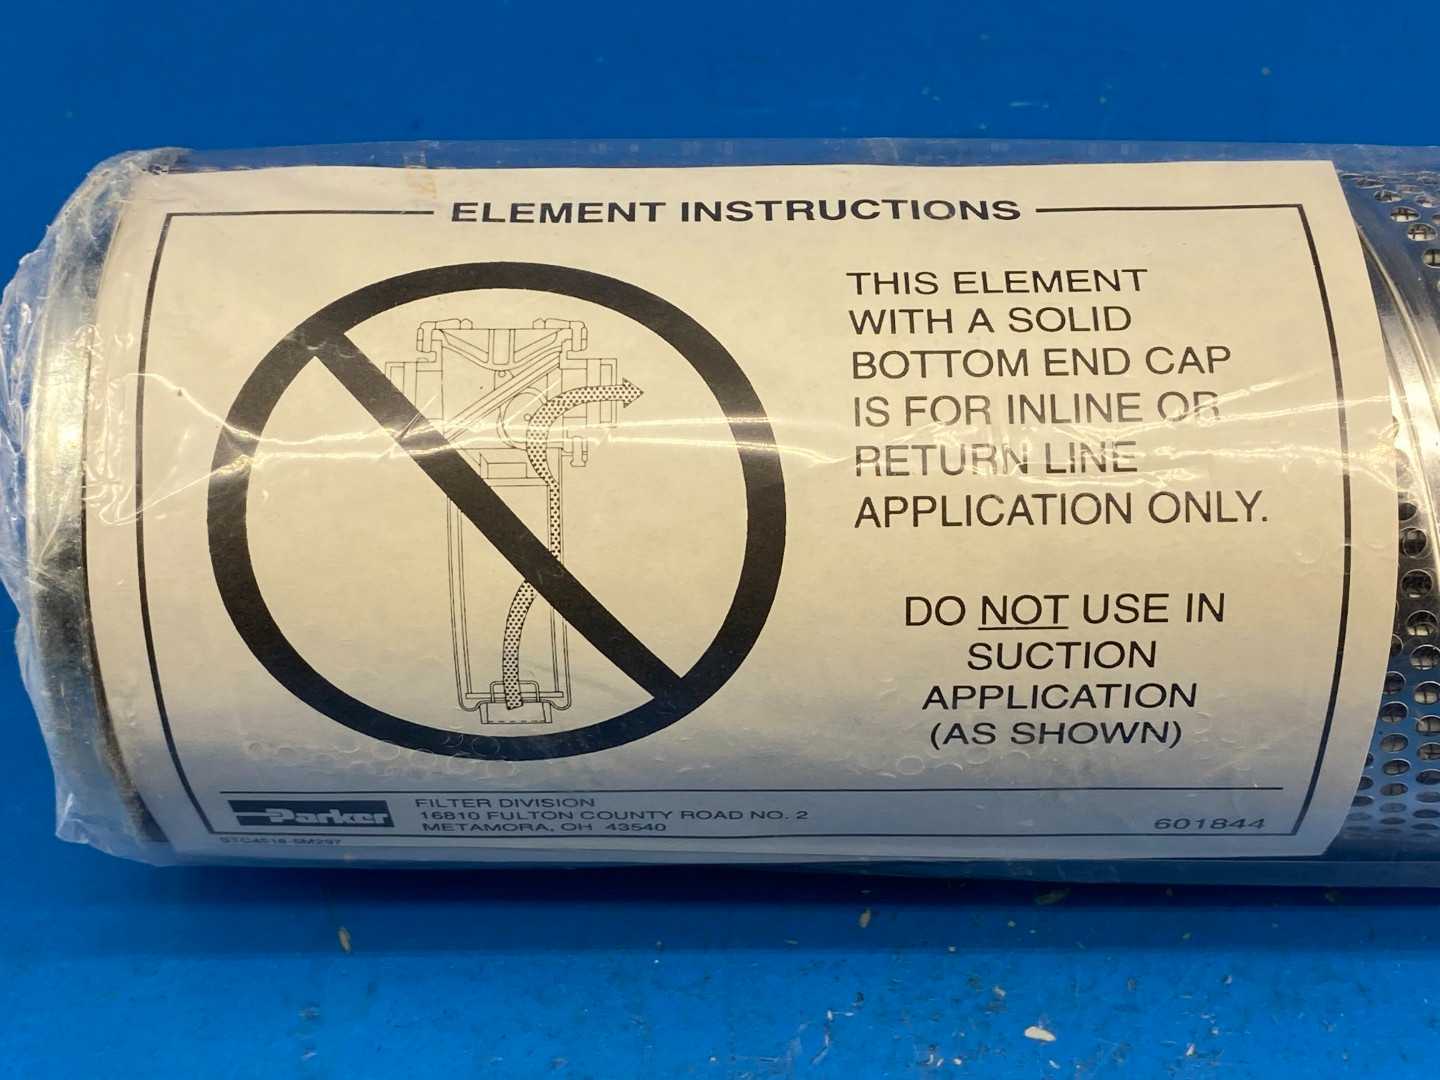 ELEMENT INSTRUCTIONS
THIS ELEMENT
WITH A SOLID
BOTTOM END CAP
IS FOR INLINE OR
RETURN LINE
APPLICATION ONLY.
DO NOT USE IN
SUCTION
APPLICATION
(AS SHOWN)
Parker
FILTER DIVISION
16810 FULTON COUNTY ROAD NO. 2
METAMORA, OH 43540
601844